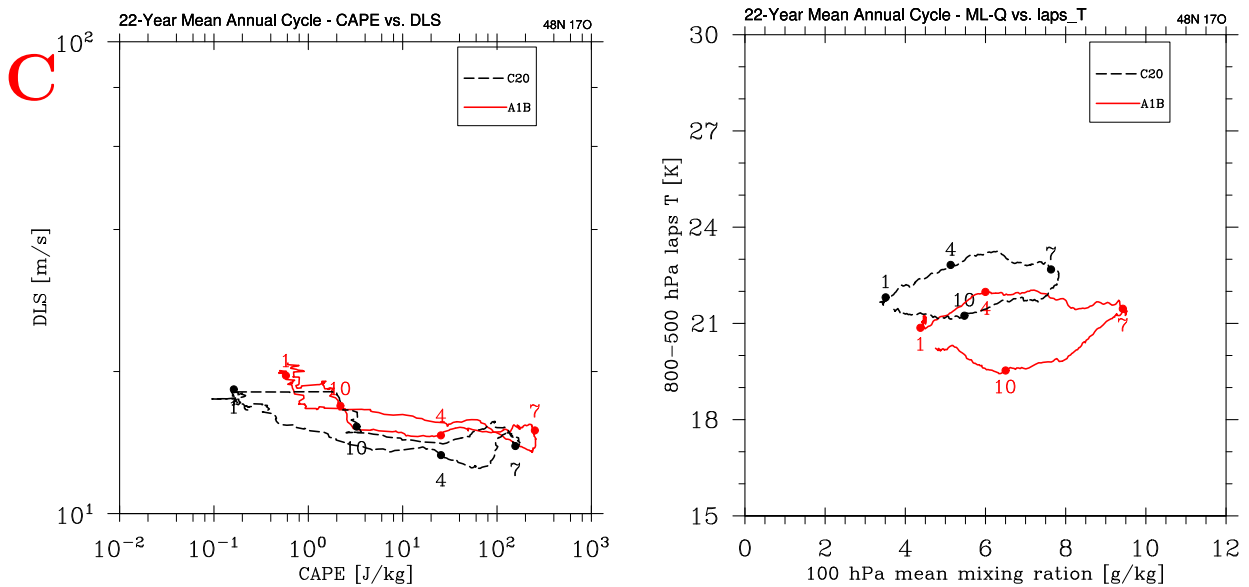 C
22-Year Mean Annual Cycle - CAPE vs. DLS
48N 17O
10²
C20
A1B
DLS [m/s]
1
10
4
7
1
10
4
7
10¹
10⁻² 10⁻¹ 10⁰ 10¹ 10² 10³
CAPE [J/kg]
22-Year Mean Annual Cycle - ML-Q vs. laps_T
48N 17O
30
C20
A1B
27
24
21
18
15
800-500 hPa laps T [K]
4
7
1
10
4
7
1
10
0 2 4 6 8 10 12
100 hPa mean mixing ration [g/kg]